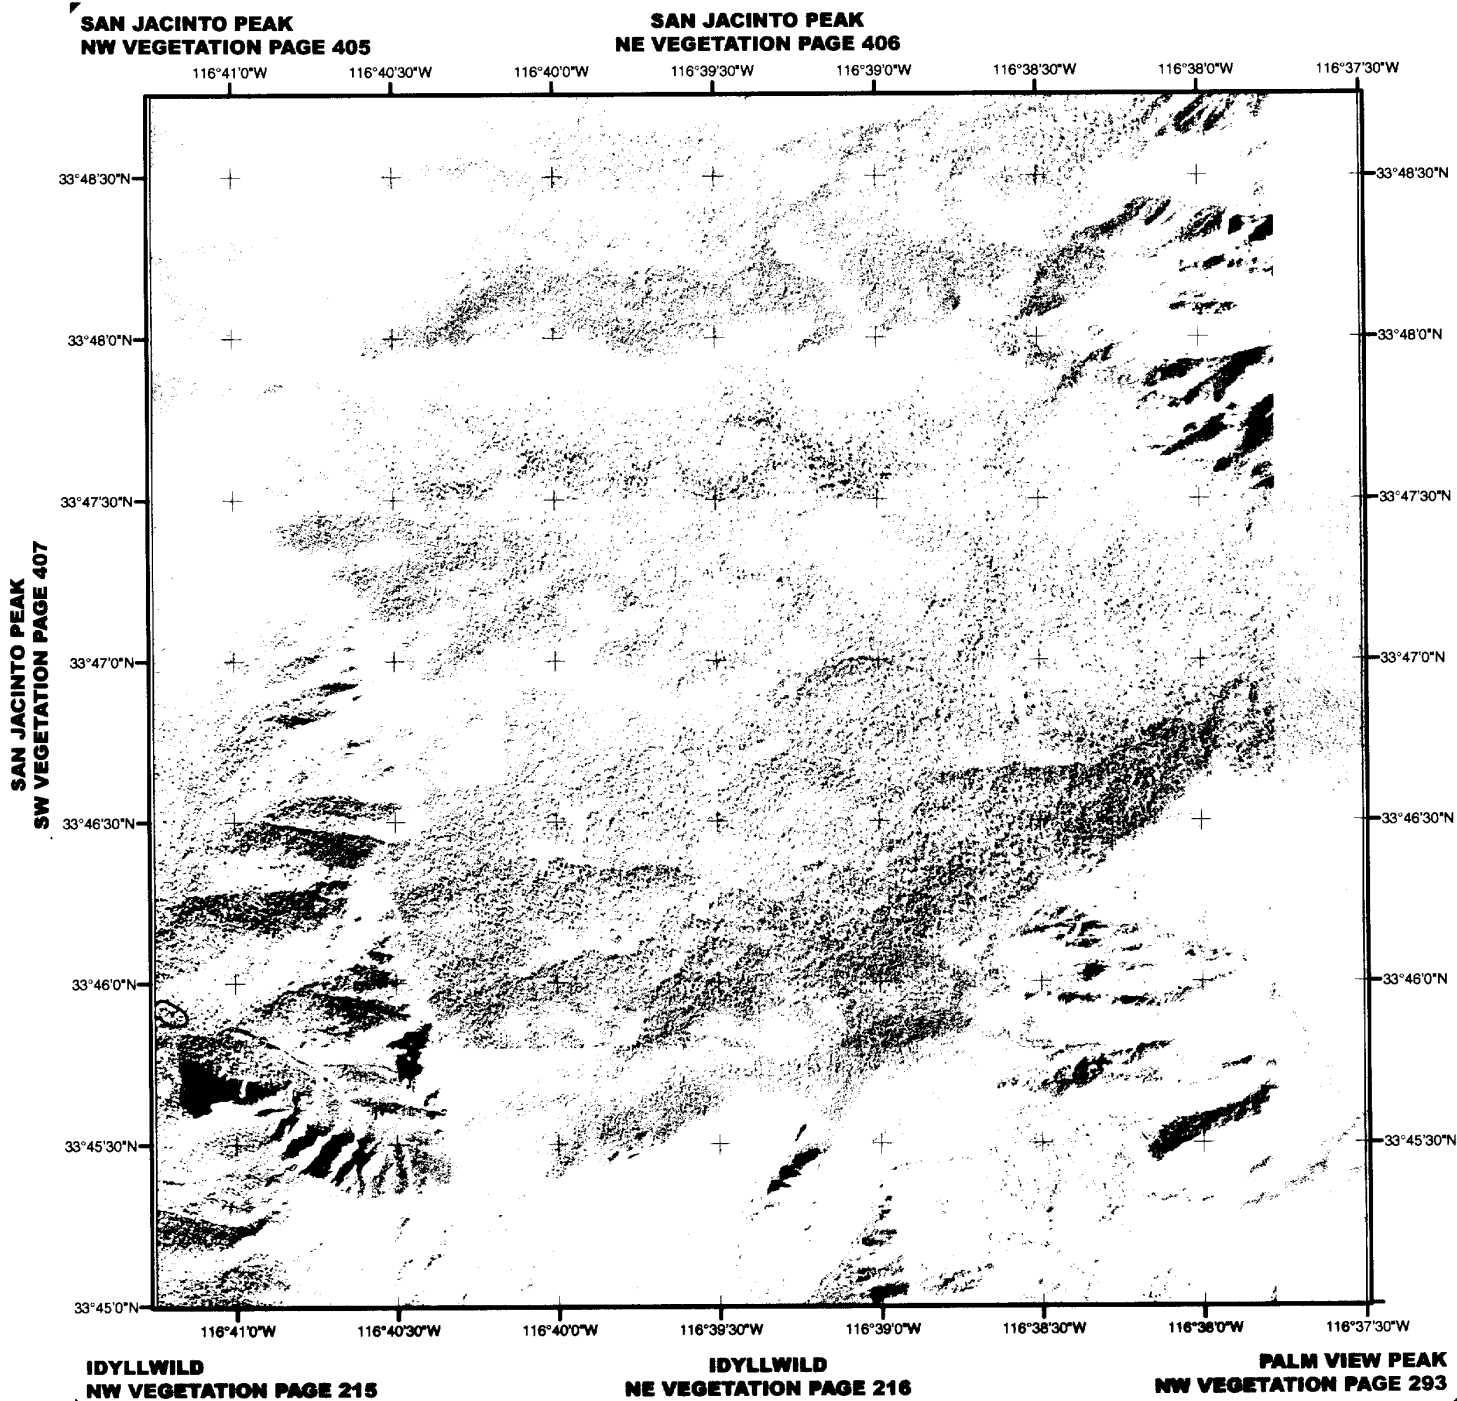 SAN JACINTO PEAK
NW VEGETATION PAGE 405
SAN JACINTO PEAK
NE VEGETATION PAGE 406
116°41'0"W 116°40'30"W 116°40'0"W 116°39'30"W 116°39'0"W 116°38'30"W 116°38'0"W 116°37'30"W
33°48'30"N 33°48'30"N
33°48'0"N 33°48'0"N
33°47'30"N 33°47'30"N
SAN JACINTO PEAK
SW VEGETATION PAGE 407
33°47'0"N 33°47'0"N
33°46'30"N 33°46'30"N
33°46'0"N 33°46'0"N
33°45'30"N 33°45'30"N
33°45'0"N
116°41'0"W 116°40'30"W 116°40'0"W 116°39'30"W 116°39'0"W 116°38'30"W 116°38'0"W 116°37'30"W
IDYLLWILD
NW VEGETATION PAGE 215
IDYLLWILD
NE VEGETATION PAGE 216
PALM VIEW PEAK
NW VEGETATION PAGE 293